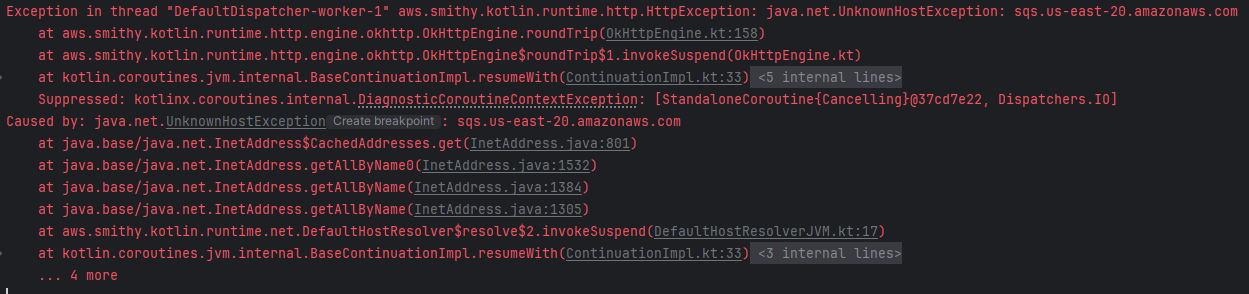 Exception in thread "DefaultDispatcher-worker-1" aws.smithy.kotlin.runtime.http.HttpException: java.net.UnknownHostException: sqs.us-east-20.amazonaws.com
at aws.smithy.kotlin.runtime.http.engine.okhttp.OkHttpEngine.roundTrip(OkHttpEngine.kt:158)
at aws.smithy.kotlin.runtime.http.engine.okhttp.OkHttpEngine$roundTrip$1.invokeSuspend(OkHttpEngine.kt)
at kotlin.coroutines.jvm.internal.BaseContinuationImpl.resumeWith(ContinuationImpl.kt:33) <5 internal lines>
Suppressed: kotlinx.coroutines.internal.DiagnosticCoroutineContextException: [StandaloneCoroutine{Cancelling}@37cd7e22, Dispatchers.IO]
Caused by: java.net.UnknownHostException Create breakpoint : sqs.us-east-20.amazonaws.com
at java.base/java.net.InetAddress$CachedAddresses.get(InetAddress.java:801)
at java.base/java.net.InetAddress.getAllByName0(InetAddress.java:1532)
at java.base/java.net.InetAddress.getAllByName(InetAddress.java:1384)
at java.base/java.net.InetAddress.getAllByName(InetAddress.java:1305)
at aws.smithy.kotlin.runtime.net.DefaultHostResolver$resolve$2.invokeSuspend(DefaultHostResolverJVM.kt:17)
at kotlin.coroutines.jvm.internal.BaseContinuationImpl.resumeWith(ContinuationImpl.kt:33) <3 internal lines>
... 4 more